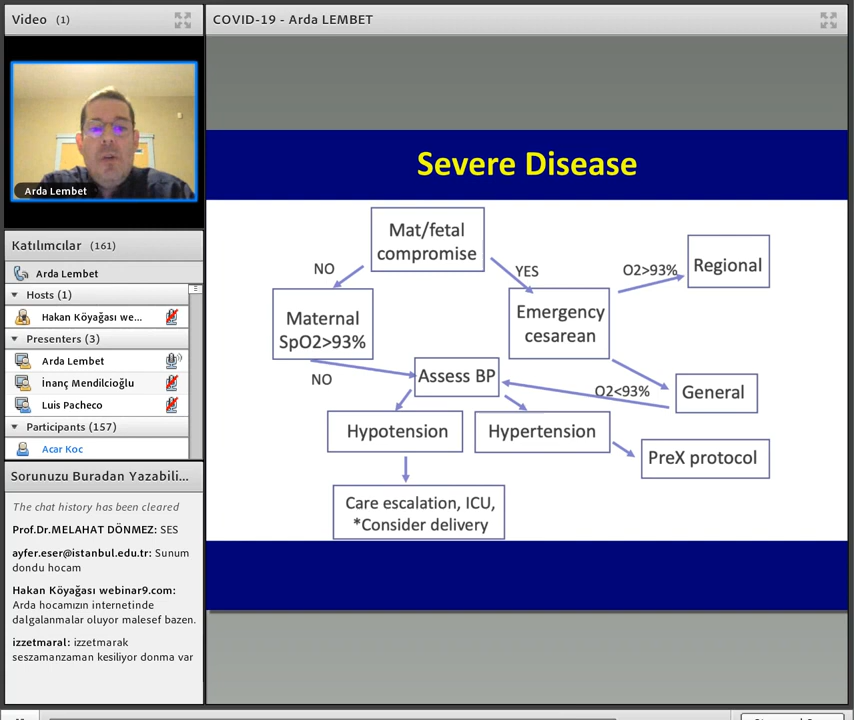 Video (1)
Arda Lembet
Katılımcılar (161)
Arda Lembet
Hosts (1)
Hakan Köyağası we...
Presenters (3)
Arda Lembet
İnanç Mendilcioğlu
Luis Pacheco
Participants (157)
Acar Koc
Sorunuzu Buradan Yazabili...
The chat history has been cleared
Prof.Dr.MELAHAT DÖNMEZ: SES
ayfer.eser@istanbul.edu.tr: Sunum
dondu hocam
Hakan Köyağası webinar9.com:
Arda hocamızın internetinde
dalgalanmalar oluyor malesef bazen.
izzetmaral: izzetmarak
seszamanzaman kesiliyor donma var
COVID-19 - Arda LEMBET
Severe Disease
Mat/fetal
compromise
NO
YES
O2>93%
Regional
Maternal
SpO2>93%
Emergency
cesarean
NO
Assess BP
O2<93%
General
Hypotension
Hypertension
PreX protocol
Care escalation, ICU,
*Consider delivery